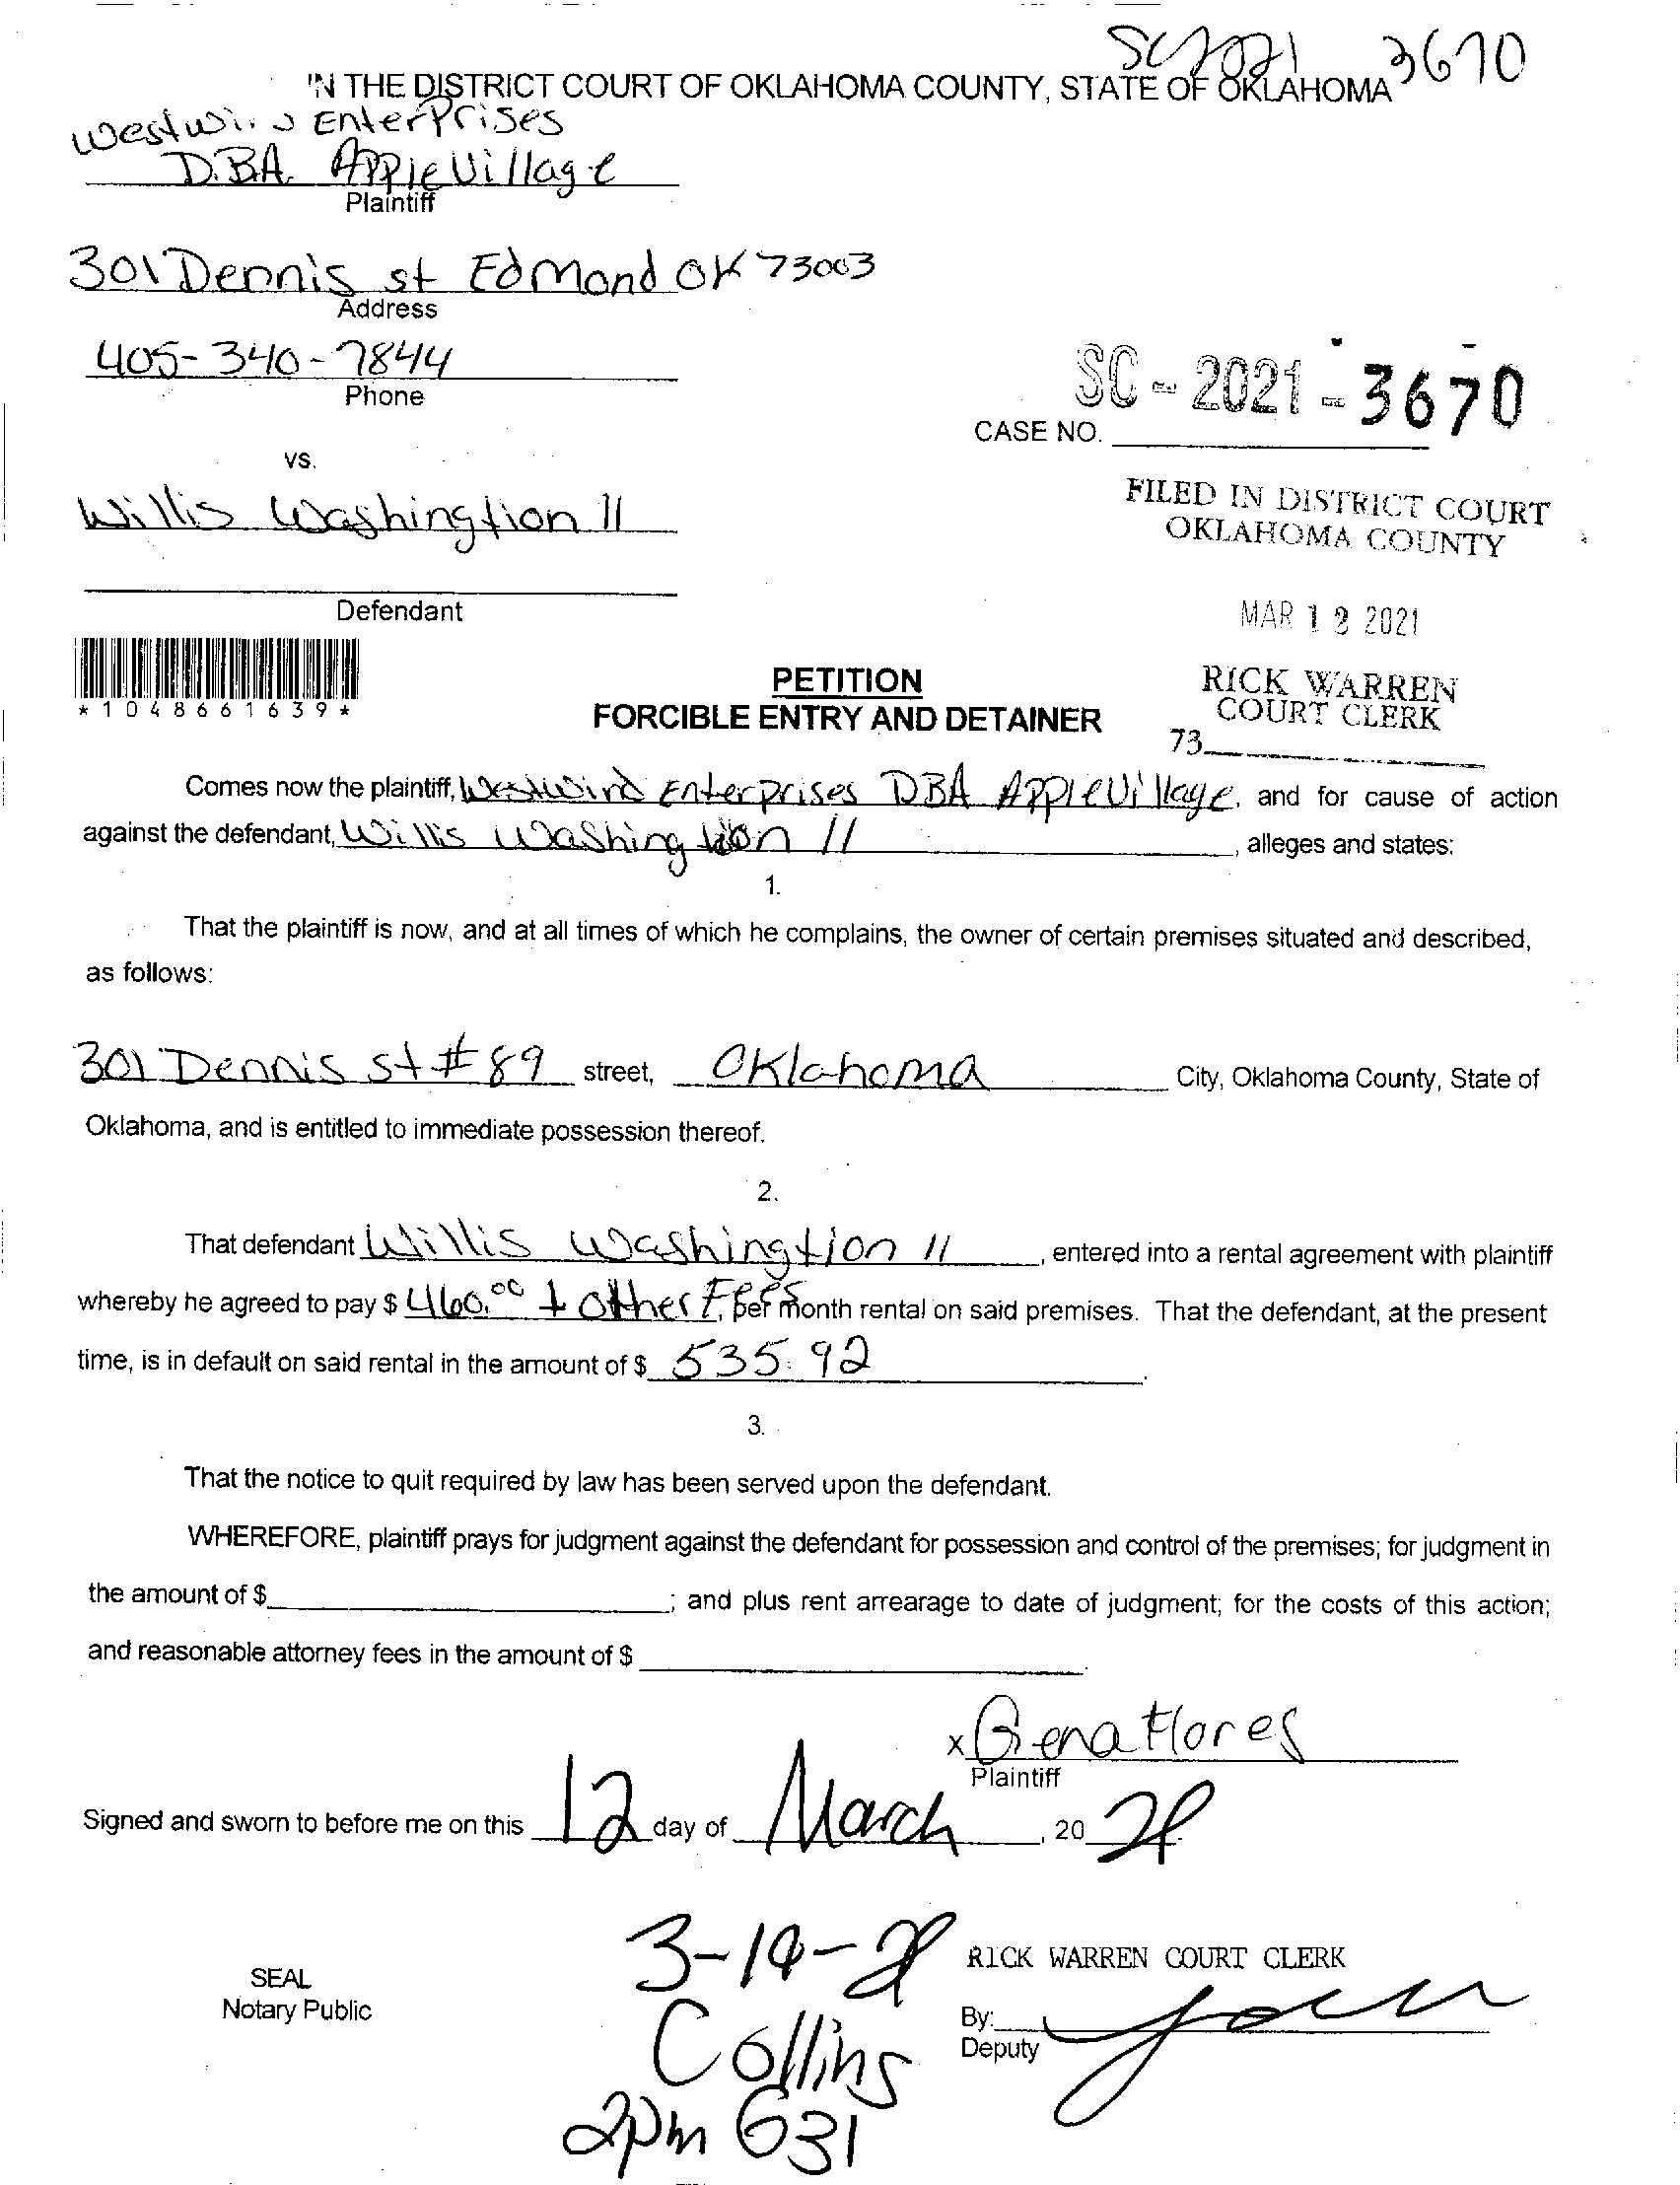 SC2021 3670
IN THE DISTRICT COURT OF OKLAHOMA COUNTY, STATE OF OKLAHOMA
Westwind EnterPrises
D.B.A. APPleVillage
Plaintiff
301 Dennis st Edmond OK 73003
Address
405-340-7844
Phone
SC - 2021 - 3670
CASE NO.
vs.
Willis Washingtion II
FILED IN DISTRICT COURT
OKLAHOMA COUNTY
Defendant
MAR 12 2021
*1048661639*
PETITION
FORCIBLE ENTRY AND DETAINER
RICK WARREN
COURT CLERK
73
Comes now the plaintiff, Westwind Enterprises DBA APPleVillage, and for cause of action
against the defendant, Willis Washingtion II, alleges and states:
1.
That the plaintiff is now, and at all times of which he complains, the owner of certain premises situated and described,
as follows:
301 Dennis st # 89 street, Oklahoma City, Oklahoma County, State of
Oklahoma, and is entitled to immediate possession thereof.
2.
That defendant Willis Washingtion II, entered into a rental agreement with plaintiff
whereby he agreed to pay $ 460.00 + other Fees, per month rental on said premises. That the defendant, at the present
time, is in default on said rental in the amount of $ 535.92.
3.
That the notice to quit required by law has been served upon the defendant.
WHEREFORE, plaintiff prays for judgment against the defendant for possession and control of the premises; for judgment in
the amount of $ ; and plus rent arrearage to date of judgment; for the costs of this action;
and reasonable attorney fees in the amount of $ .
x Gena Flores
Plaintiff
Signed and sworn to before me on this 12 day of March, 20 21.
SEAL
Notary Public
Collins
2pm 631
RICK WARREN COURT CLERK
By:
Deputy